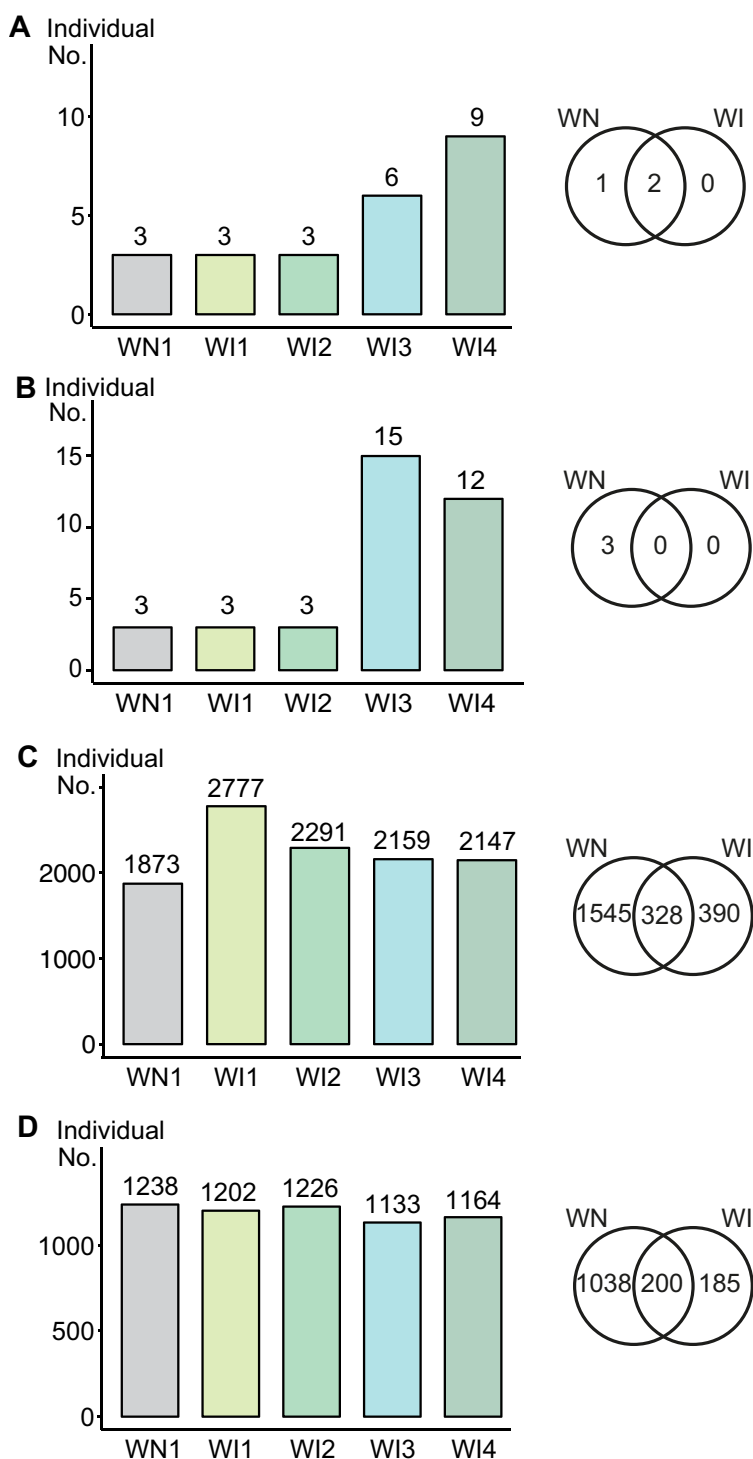 A Individual
No.
10
5
0
3
3
3
6
9
WN1 WI1 WI2 WI3 WI4
WN WI
1 2 0
B Individual
No.
15
10
5
0
3
3
3
15
12
WN1 WI1 WI2 WI3 WI4
WN WI
3 0 0
C Individual
No.
2000
1000
0
1873
2777
2291
2159
2147
WN1 WI1 WI2 WI3 WI4
WN WI
1545 328 390
D Individual
No.
1000
500
0
1238
1202
1226
1133
1164
WN1 WI1 WI2 WI3 WI4
WN WI
1038 200 185